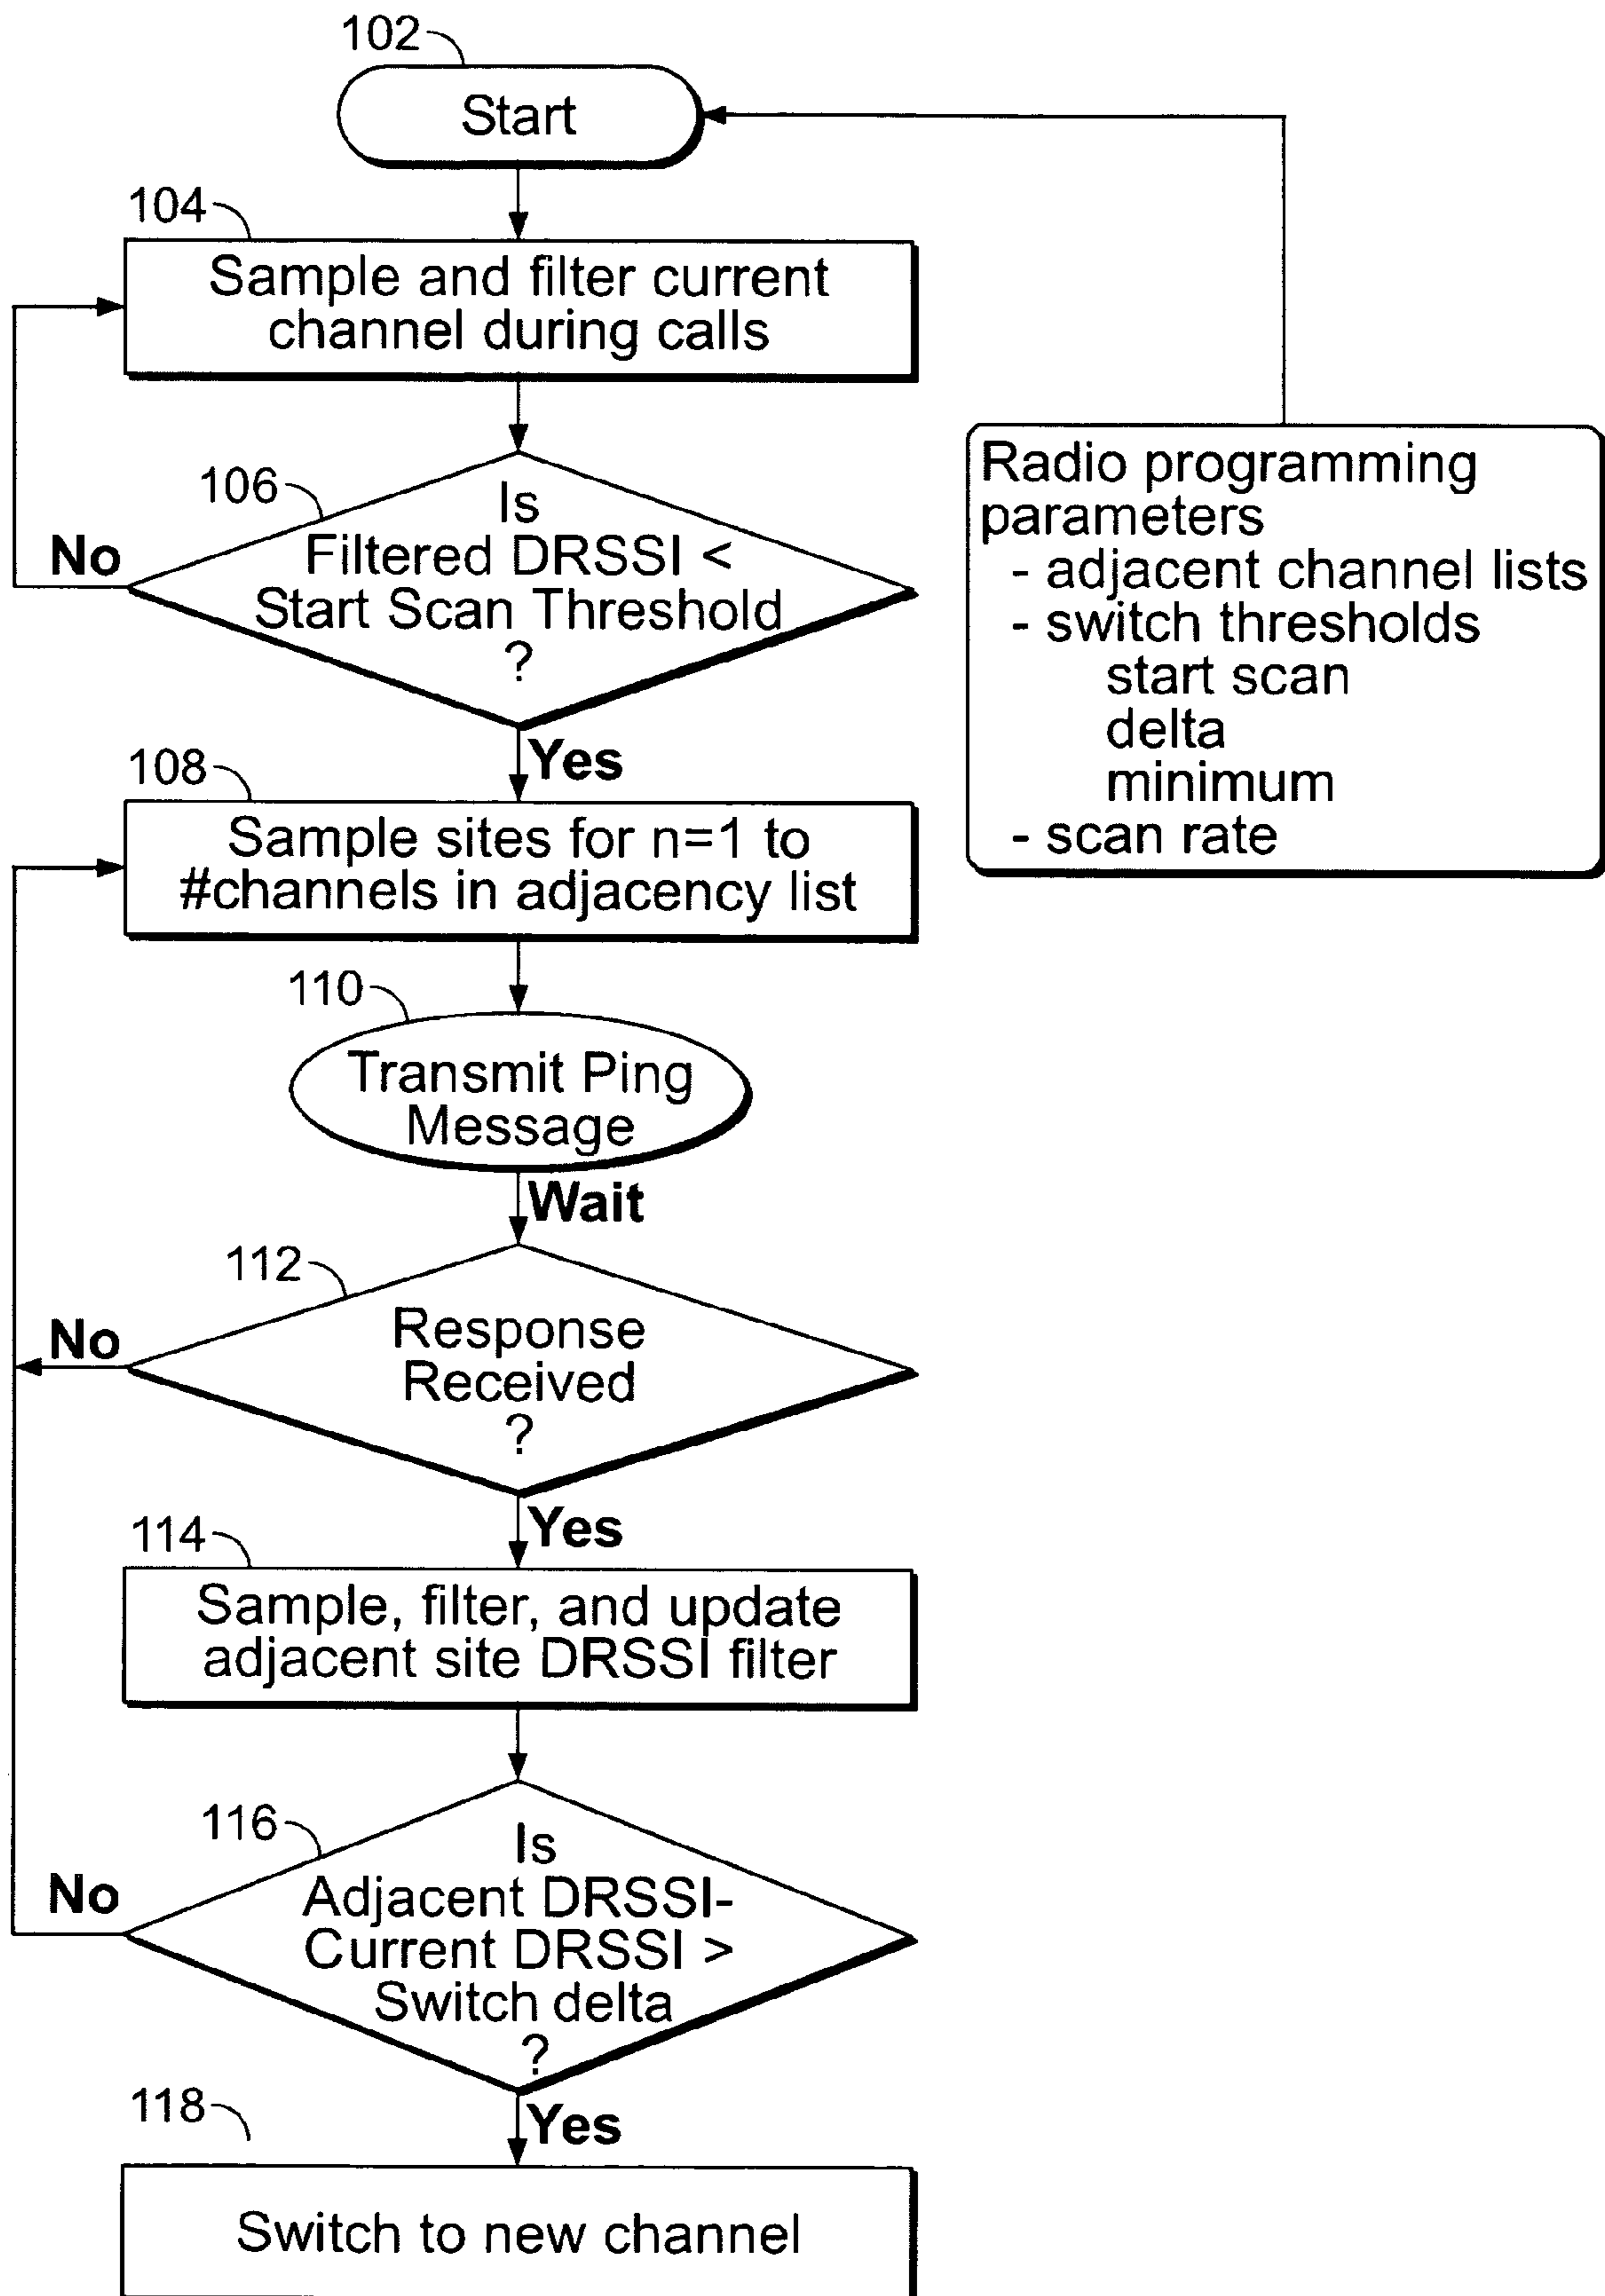 102
Start
104
Sample and filter current
channel during calls
106
Is
Filtered DRSSI <
Start Scan Threshold
?
No
Yes
Radio programming
parameters
- adjacent channel lists
- switch thresholds
start scan
delta
minimum
- scan rate
108
Sample sites for n=1 to
#channels in adjacency list
110
Transmit Ping
Message
Wait
112
Response
Received
?
No
Yes
114
Sample, filter, and update
adjacent site DRSSI filter
116
Is
Adjacent DRSSI-
Current DRSSI >
Switch delta
?
No
Yes
118
Switch to new channel